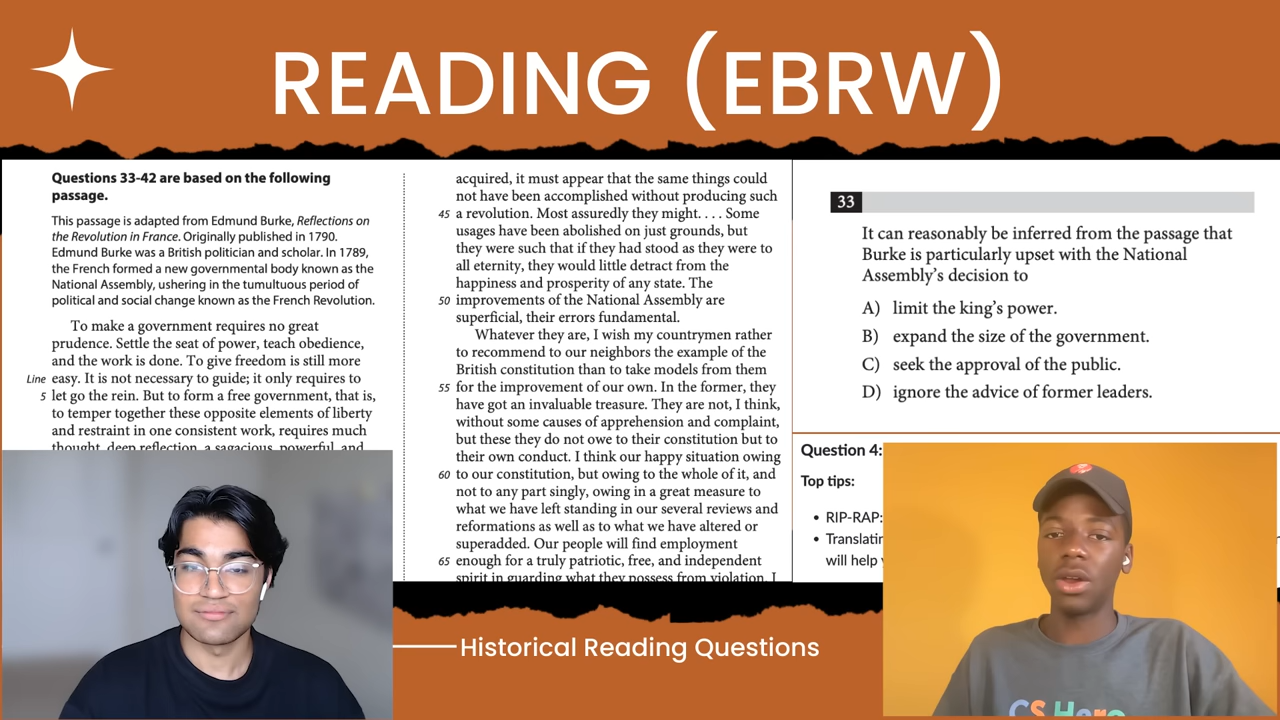 READING (EBRW)
Questions 33-42 are based on the following
passage.
This passage is adapted from Edmund Burke, Reflections on
the Revolution in France. Originally published in 1790.
Edmund Burke was a British politician and scholar. In 1789,
the French formed a new governmental body known as the
National Assembly, ushering in the tumultuous period of
political and social change known as the French Revolution.
To make a government requires no great
prudence. Settle the seat of power, teach obedience,
and the work is done. To give freedom is still more
Line easy. It is not necessary to guide; it only requires to
5 let go the rein. But to form a free government, that is,
to temper together these opposite elements of liberty
and restraint in one consistent work, requires much
thought, deep reflection, a sagacious, powerful, and
acquired, it must appear that the same things could
not have been accomplished without producing such
45 a revolution. Most assuredly they might. . . . Some
usages have been abolished on just grounds, but
they were such that if they had stood as they were to
all eternity, they would little detract from the
happiness and prosperity of any state. The
50 improvements of the National Assembly are
superficial, their errors fundamental.
Whatever they are, I wish my countrymen rather
to recommend to our neighbors the example of the
British constitution than to take models from them
55 for the improvement of our own. In the former, they
have got an invaluable treasure. They are not, I think,
without some causes of apprehension and complaint,
but these they do not owe to their constitution but to
their own conduct. I think our happy situation owing
60 to our constitution, but owing to the whole of it, and
not to any part singly, owing in a great measure to
what we have left standing in our several reviews and
reformations as well as to what we have altered or
superadded. Our people will find employment
65 enough for a truly patriotic, free, and independent
spirit in guarding what they possess from violation. I
33
It can reasonably be inferred from the passage that
Burke is particularly upset with the National
Assembly's decision to
A) limit the king's power.
B) expand the size of the government.
C) seek the approval of the public.
D) ignore the advice of former leaders.
Question 4:
Top tips:
• RIP-RAP:
• Translatin
will help
Historical Reading Questions
CS Hero